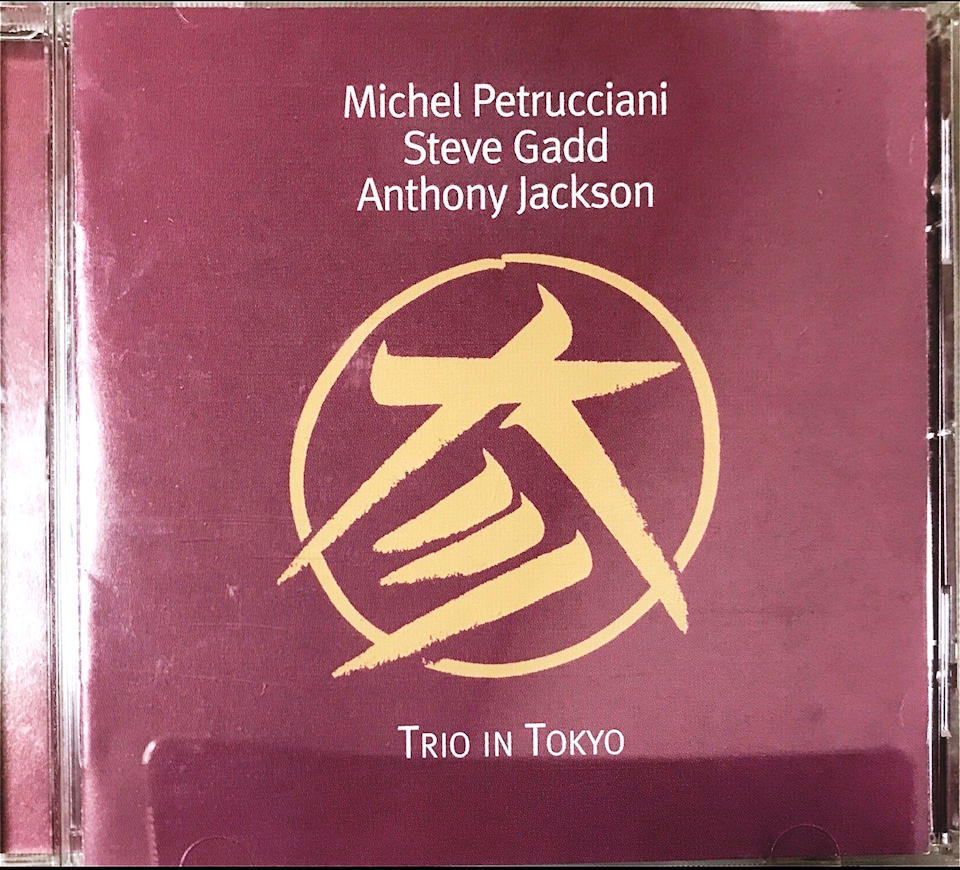 Michel Petrucciani
Steve Gadd
Anthony Jackson
TRIO IN TOKYO